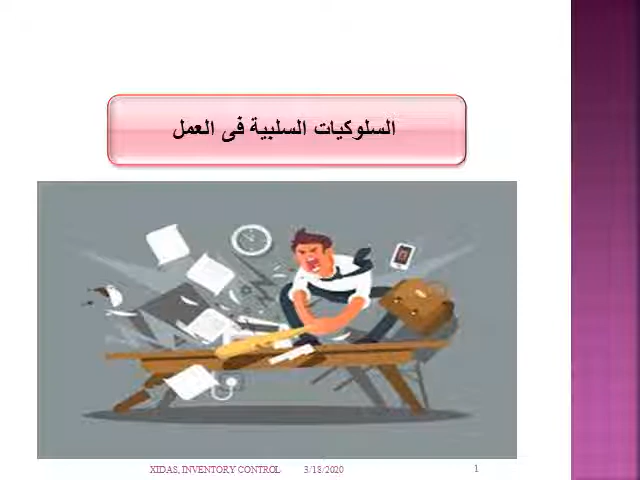 السلوكيات السلبية فى العمل
XIDAS, INVENTORY CONTROL 3/18/2020 1